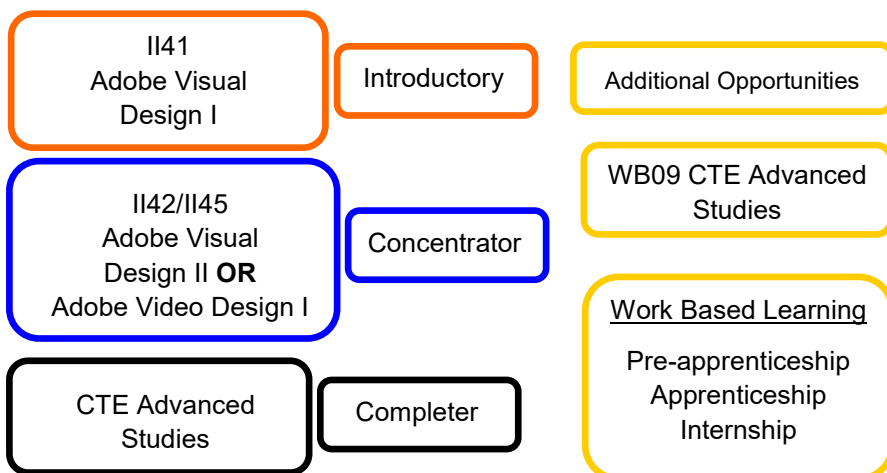 II41
Adobe Visual
Design I
Introductory
II42/II45
Adobe Visual
Design II OR
Adobe Video Design I
Concentrator
CTE Advanced
Studies
Completer
Additional Opportunities
WB09 CTE Advanced
Studies
Work Based Learning
Pre-apprenticeship
Apprenticeship
Internship